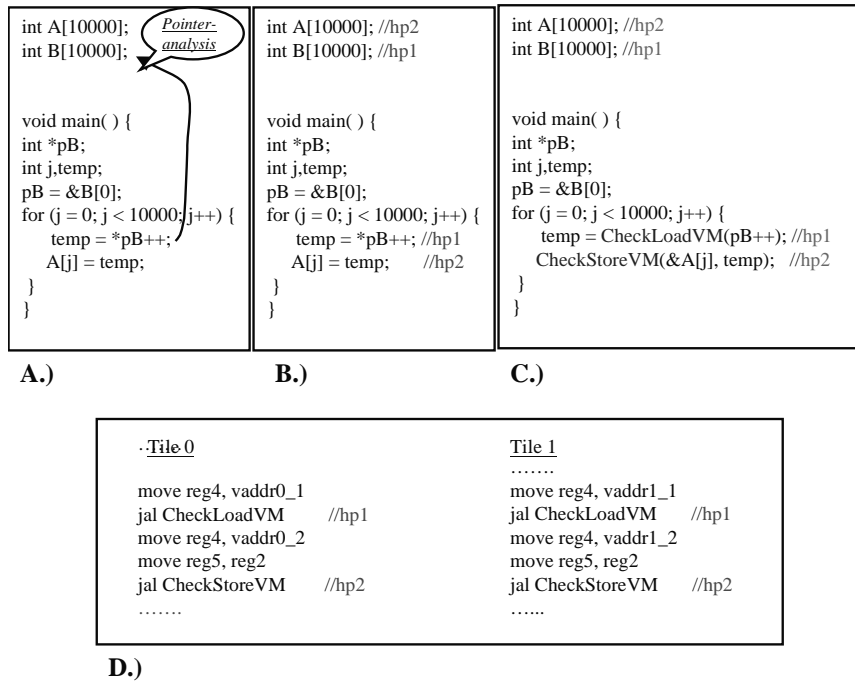 int A[10000];
int B[10000];
Pointer-
analysis
void main( ) {
int *pB;
int j,temp;
pB = &B[0];
for (j = 0; j < 10000; j++) {
temp = *pB++;
A[j] = temp;
}
}
A.)
int A[10000]; //hp2
int B[10000]; //hp1
void main( ) {
int *pB;
int j,temp;
pB = &B[0];
for (j = 0; j < 10000; j++) {
temp = *pB++; //hp1
A[j] = temp; //hp2
}
}
B.)
int A[10000]; //hp2
int B[10000]; //hp1
void main( ) {
int *pB;
int j,temp;
pB = &B[0];
for (j = 0; j < 10000; j++) {
temp = CheckLoadVM(pB++); //hp1
CheckStoreVM(&A[j], temp); //hp2
}
}
C.)
Tile 0
move reg4, vaddr0_1
jal CheckLoadVM //hp1
move reg4, vaddr0_2
move reg5, reg2
jal CheckStoreVM //hp2
…….
Tile 1
…….
move reg4, vaddr1_1
jal CheckLoadVM //hp1
move reg4, vaddr1_2
move reg5, reg2
jal CheckStoreVM //hp2
…...
D.)